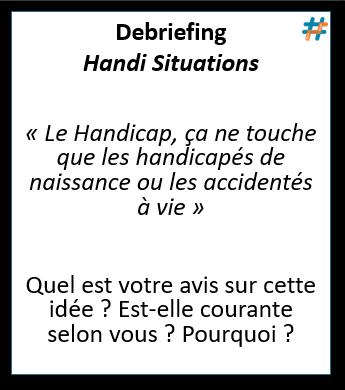 Debriefing
Handi Situations
« Le Handicap, ça ne touche
que les handicapés de
naissance ou les accidentés
à vie »
Quel est votre avis sur cette
idée ? Est-elle courante
selon vous ? Pourquoi ?